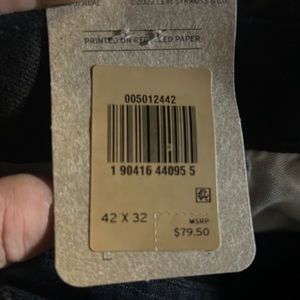 PRINTED ON RECYCLED PAPER
005012442
1 90416 44095 5
42 X 32
MSRP
$79.50